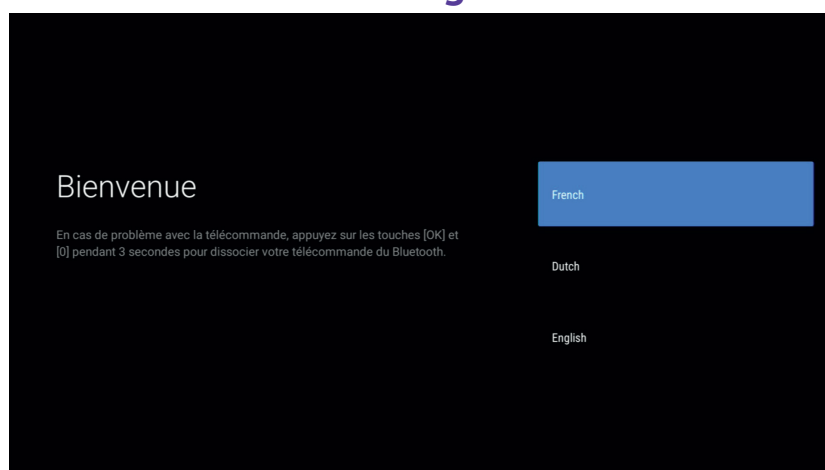 Bienvenue
En cas de problème avec la télécommande, appuyez sur les touches [OK] et
[0] pendant 3 secondes pour dissocier votre télécommande du Bluetooth.
French
Dutch
English